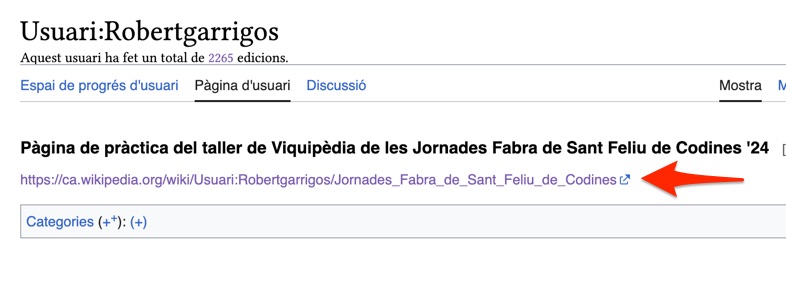 Usuari:Robertgarrigos
Aquest usuari ha fet un total de 2265 edicions.
Espai de progrés d'usuari Pàgina d'usuari Discussió Mostra
Pàgina de pràctica del taller de Viquipèdia de les Jornades Fabra de Sant Feliu de Codines '24 [
https://ca.wikipedia.org/wiki/Usuari:Robertgarrigos/Jornades_Fabra_de_Sant_Feliu_de_Codines
Categories (+⁺): (+)